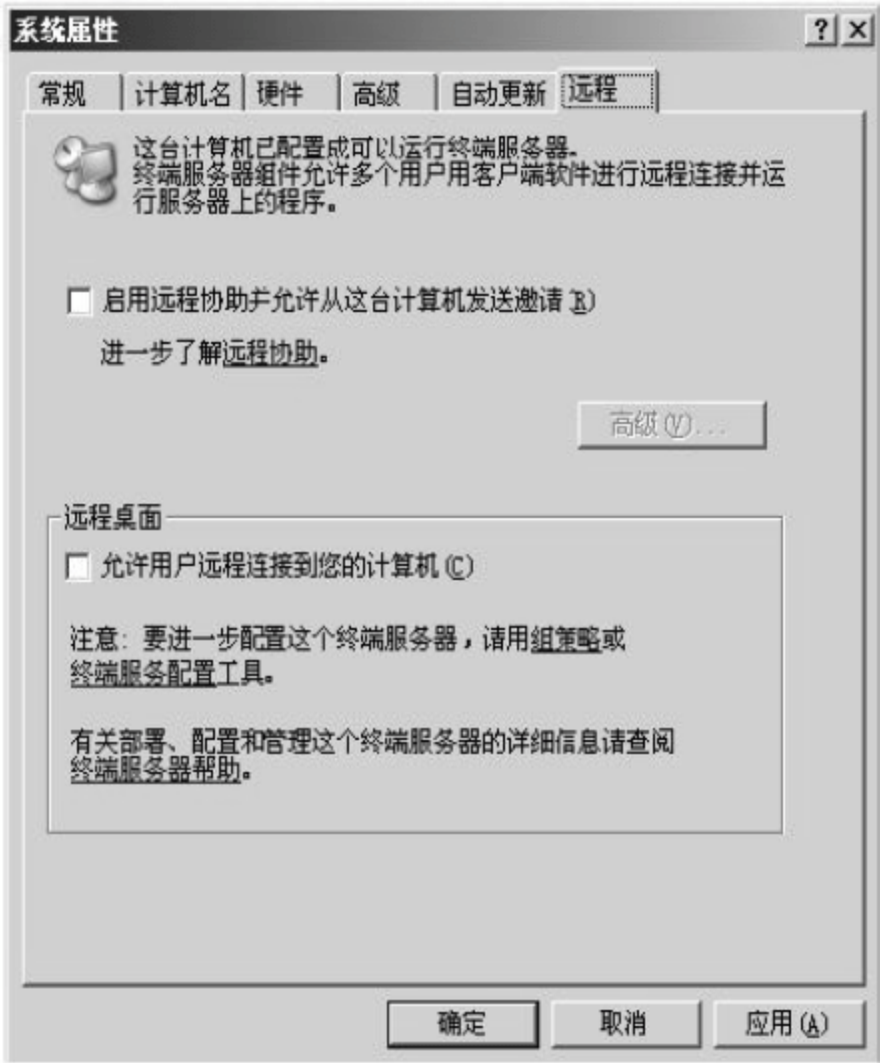 系统属性
常规 计算机名 硬件 高级 自动更新 远程
这台计算机已配置成可以运行终端服务器。
终端服务器组件允许多个用户用客户端软件进行远程连接并运
行服务器上的程序。
启用远程协助并允许从这台计算机发送邀请 R)
进一步了解远程协助。
高级(V)...
远程桌面
允许用户远程连接到您的计算机(C)
注意：要进一步配置这个终端服务器，请用组策略或
终端服务配置工具。
有关部署、配置和管理这个终端服务器的详细信息请查阅
终端服务器帮助。
确定 取消 应用(A)